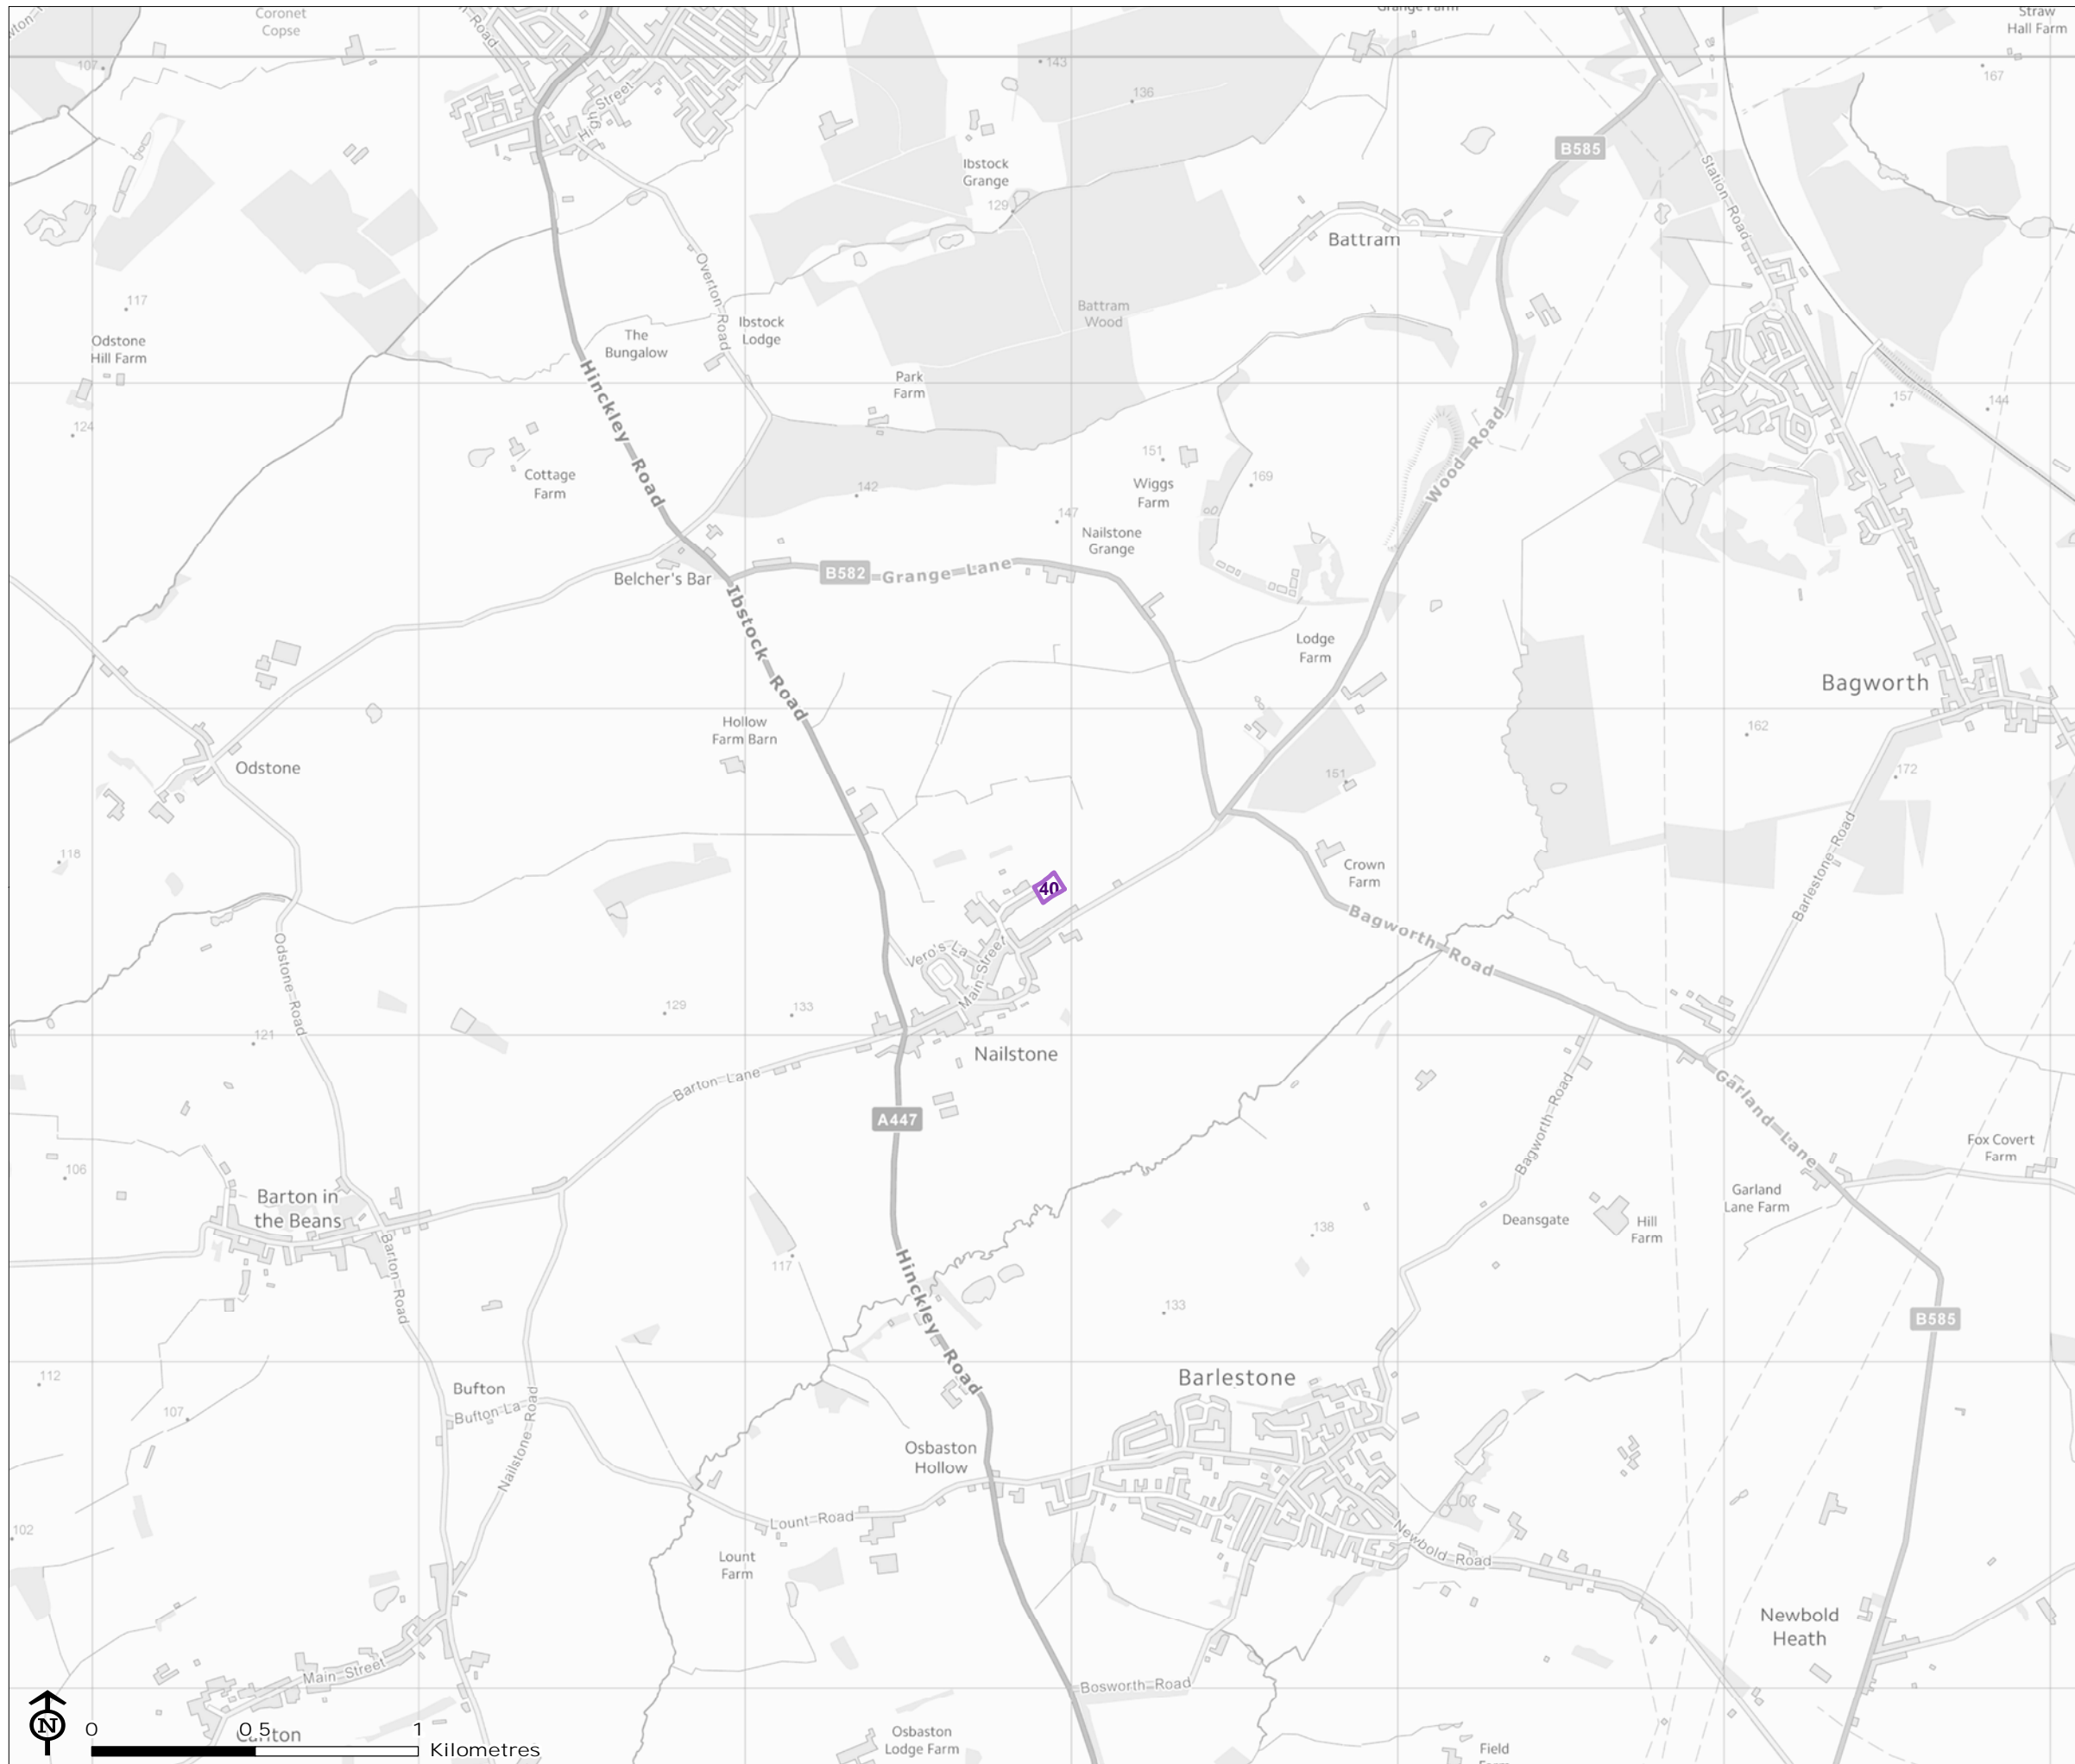 Coronet
Copse
Street
Grange Farm
Straw
Hall Farm
107
143
136
167
B585
Station Road
Ibstock
Grange
129
Battram
Overton Road
117
Battram
Wood
Odstone
Hill Farm
The
Bungalow
Ibstock
Lodge
Park
Farm
Hinckley Road
124
157
144
Wood Road
Cottage
Farm
142
151
Wiggs
Farm
169
147
Nailstone
Grange
Belcher's Bar
B582
Grange Lane
Ibstock Road
Lodge
Farm
Bagworth
Hollow
Farm Barn
162
Odstone
151
172
118
Crown
Farm
Barlestone Road
40
Bagworth Road
Vero's La
Main Street
Odstone Road
129
133
121
Nailstone
Barton Lane
A447
Bagworth Road
Garland Lane
Fox Covert
Farm
106
Barton in
the Beans
Garland
Lane Farm
Deansgate
Hill
Farm
138
117
Barton Road
Hinckley Road
133
B585
112
Barlestone
Bufton
Bufton La
107
Nailstone Road
Osbaston
Hollow
Lount Road
102
Newbold Road
Lount
Farm
Newbold
Heath
Main Street
Bosworth Road
N
0 0 5 1
Kilometres
Carlton
Osbaston
Lodge Farm
Field